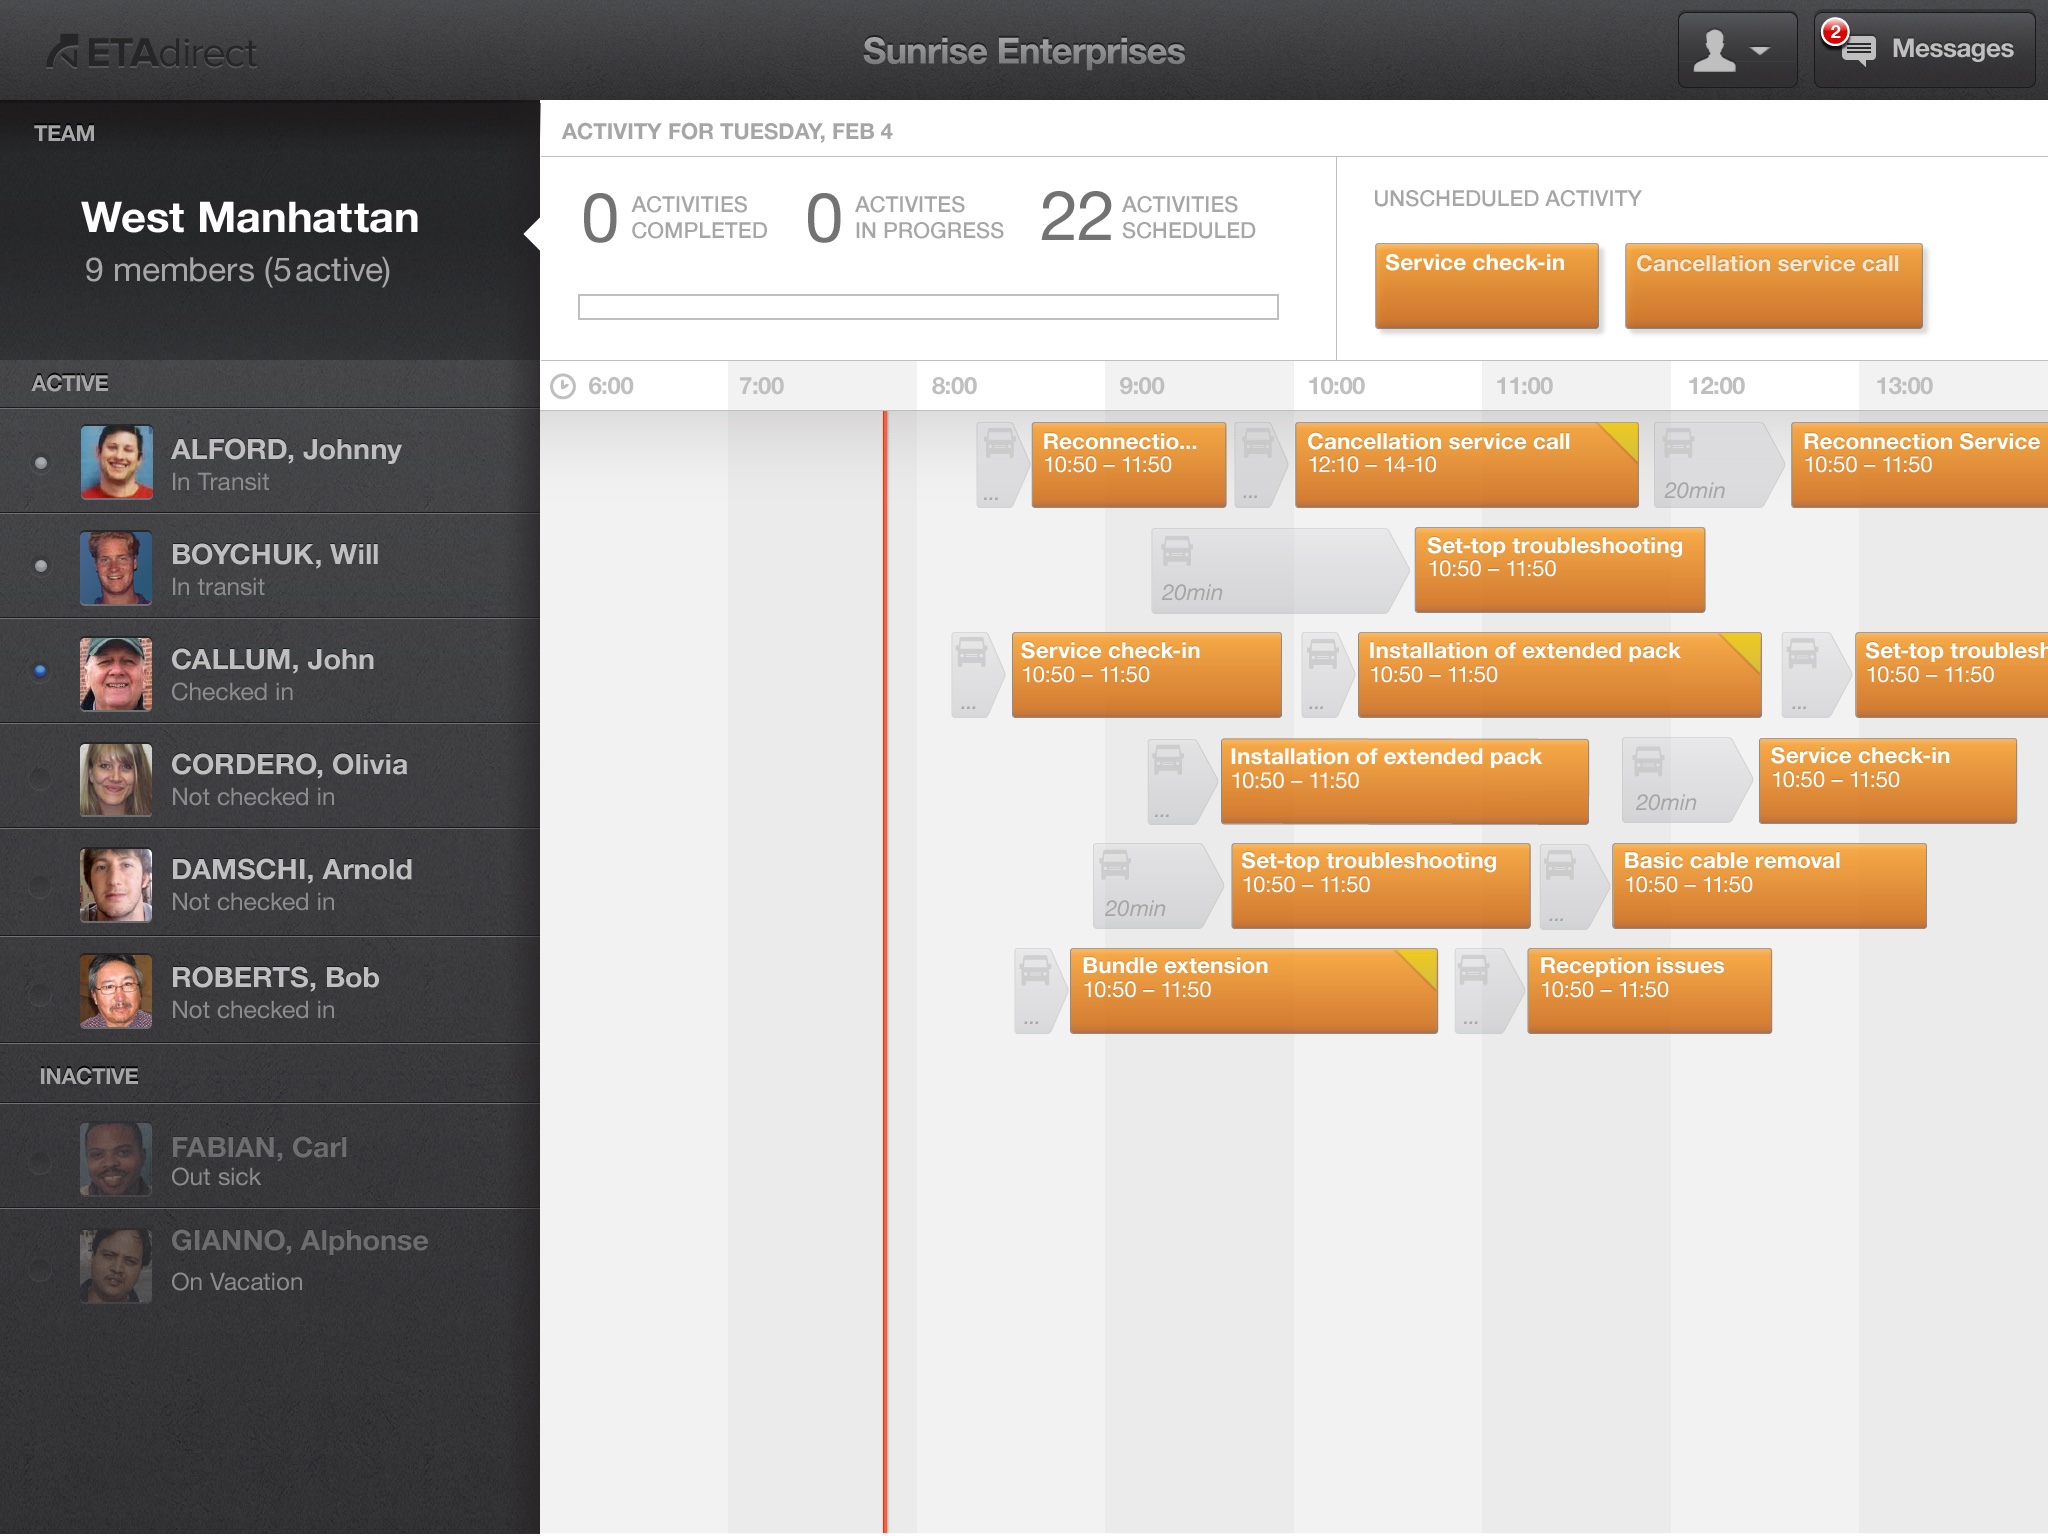 ETAdirect
Sunrise Enterprises
2
Messages
TEAM
West Manhattan
9 members (5 active)
ACTIVITY FOR TUESDAY, FEB 4
0 ACTIVITIES COMPLETED
0 ACTIVITES IN PROGRESS
22 ACTIVITIES SCHEDULED
UNSCHEDULED ACTIVITY
Service check-in
Cancellation service call
ACTIVE
6:00 7:00 8:00 9:00 10:00 11:00 12:00 13:00
ALFORD, Johnny
In Transit
...
Reconnectio...
10:50 – 11:50
...
Cancellation service call
12:10 – 14-10
20min
Reconnection Service
10:50 – 11:50
BOYCHUK, Will
In transit
20min
Set-top troubleshooting
10:50 – 11:50
CALLUM, John
Checked in
...
Service check-in
10:50 – 11:50
...
Installation of extended pack
10:50 – 11:50
...
Set-top troublesh
10:50 – 11:50
CORDERO, Olivia
Not checked in
...
Installation of extended pack
10:50 – 11:50
20min
Service check-in
10:50 – 11:50
DAMSCHI, Arnold
Not checked in
20min
Set-top troubleshooting
10:50 – 11:50
...
Basic cable removal
10:50 – 11:50
ROBERTS, Bob
Not checked in
...
Bundle extension
10:50 – 11:50
...
Reception issues
10:50 – 11:50
INACTIVE
FABIAN, Carl
Out sick
GIANNO, Alphonse
On Vacation